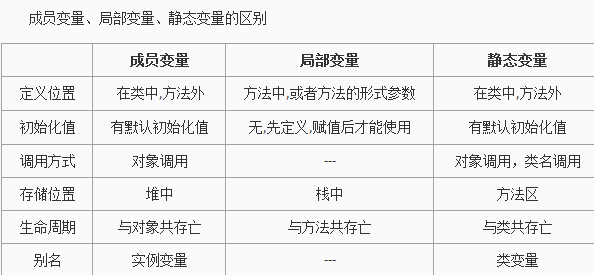 成员变量、局部变量、静态变量的区别
成员变量 局部变量 静态变量
定义位置 在类中,方法外 方法中,或者方法的形式参数 在类中,方法外
初始化值 有默认初始化值 无,先定义,赋值后才能使用 有默认初始化值
调用方式 对象调用 --- 对象调用，类名调用
存储位置 堆中 栈中 方法区
生命周期 与对象共存亡 与方法共存亡 与类共存亡
别名 实例变量 --- 类变量